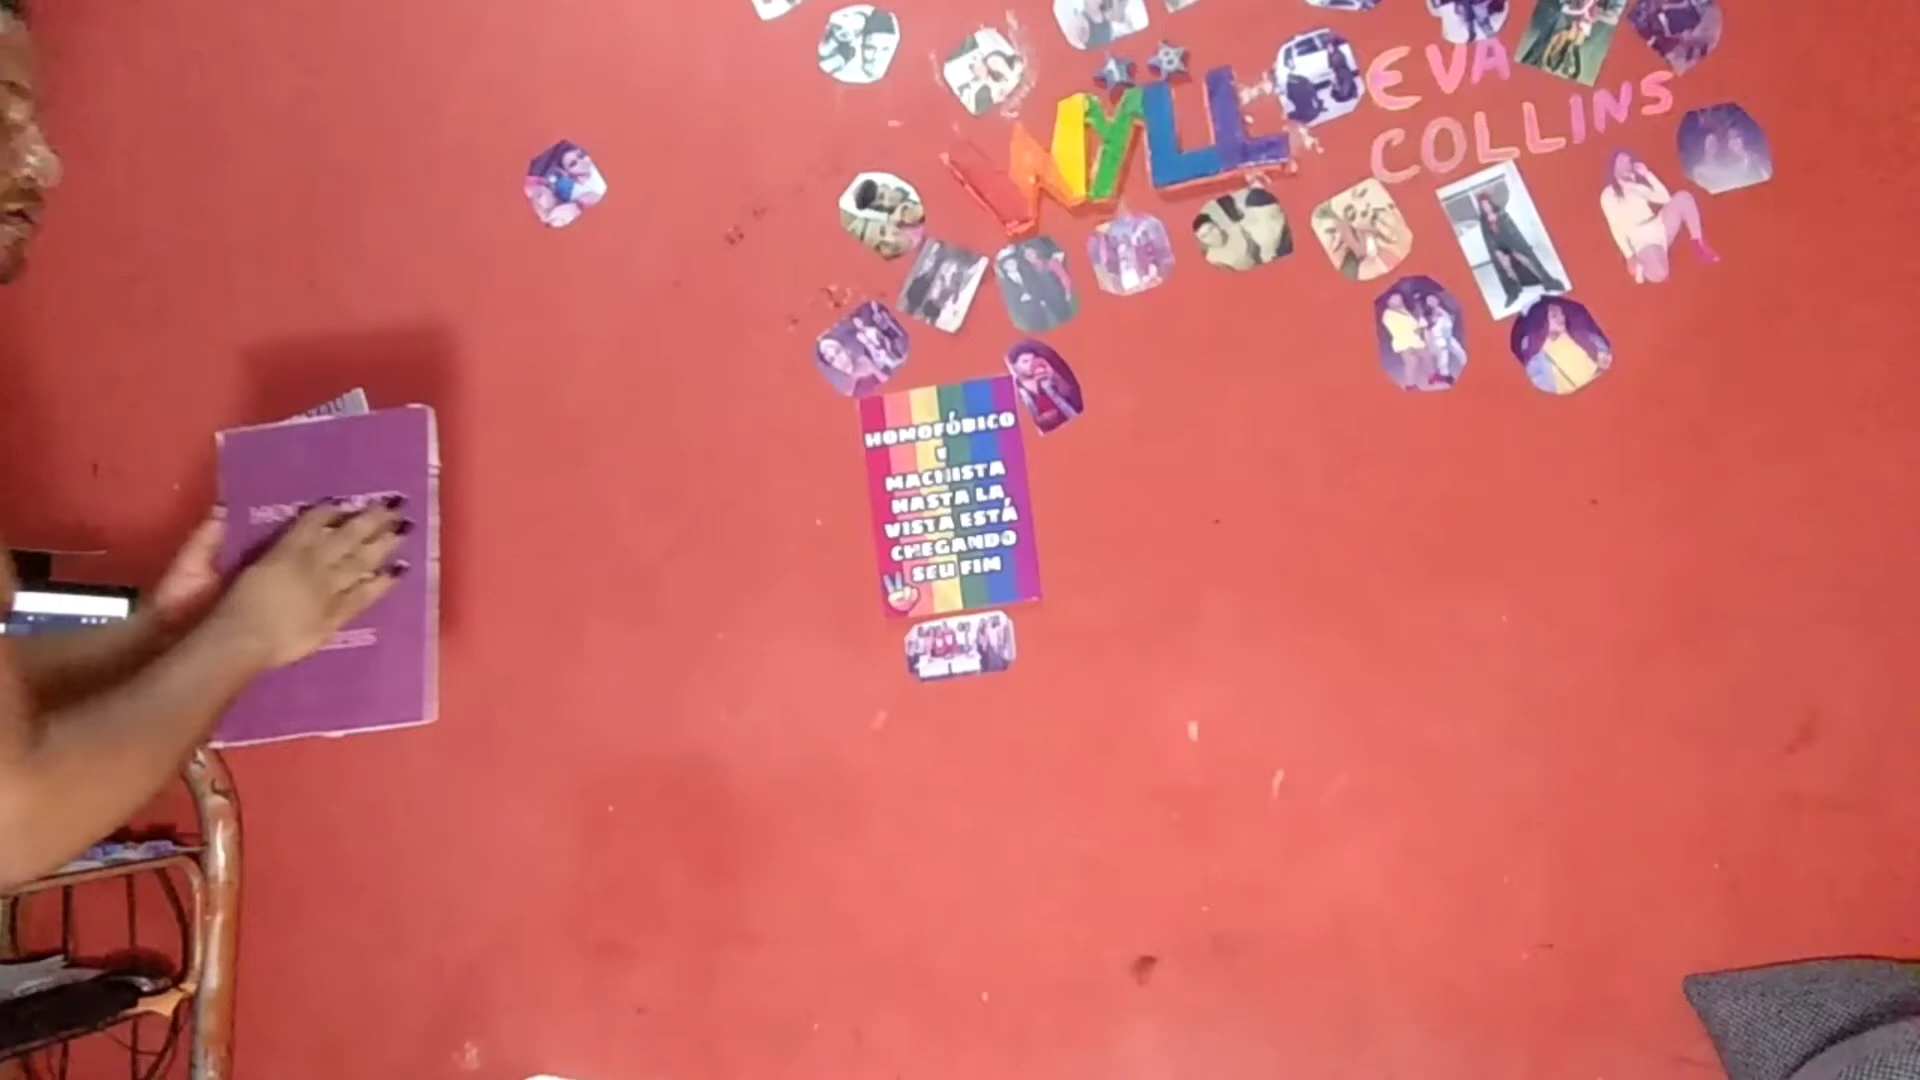 WYLL
EVA
COLLINS
HOMOFÓBICO
E
MACHISTA
HASTA LA
VISTA ESTÁ
CHEGANDO
SEU FIM